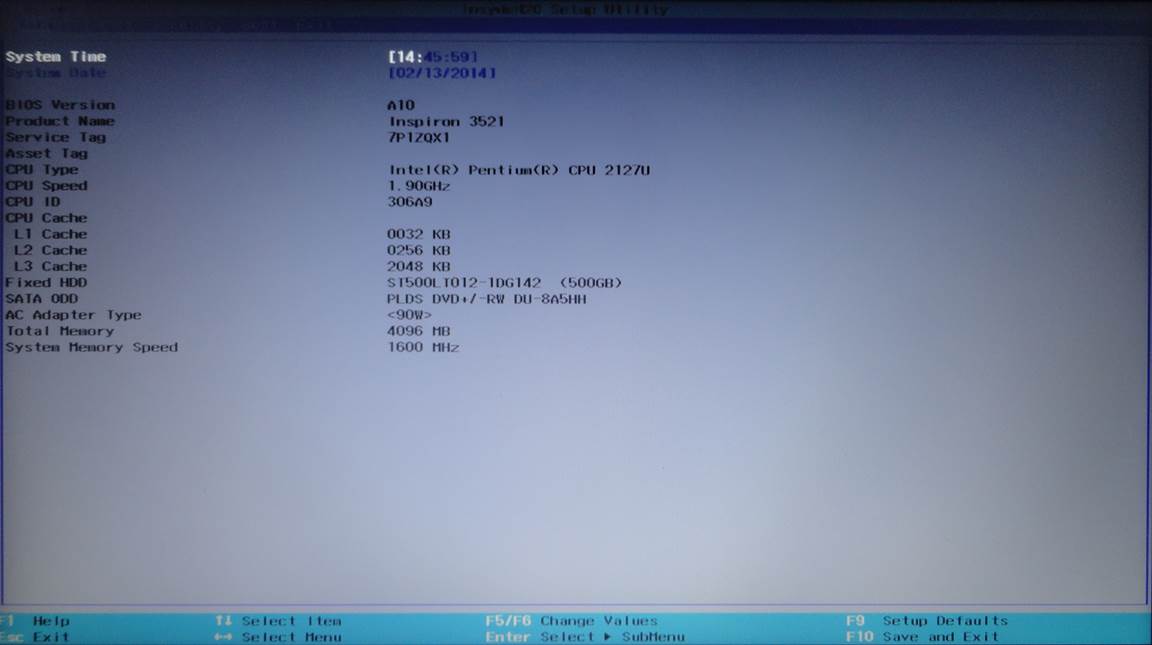 InsydeH2O Setup Utility
System Time [14:45:59]
System Date [02/13/2014]
BIOS Version A10
Product Name Inspiron 3521
Service Tag 7P1ZQX1
Asset Tag
CPU Type Intel(R) Pentium(R) CPU 2127U
CPU Speed 1.90GHz
CPU ID 306A9
CPU Cache
L1 Cache 0032 KB
L2 Cache 0256 KB
L3 Cache 2048 KB
Fixed HDD ST500LT012-1DG142 (500GB)
SATA ODD PLDS DVD+/-RW DU-8A5HH
AC Adapter Type <90W>
Total Memory 4096 MB
System Memory Speed 1600 MHz
F1 Help ↑↓ Select Item F5/F6 Change Values F9 Setup Defaults
Esc Exit ↔ Select Menu Enter Select ▶ SubMenu F10 Save and Exit